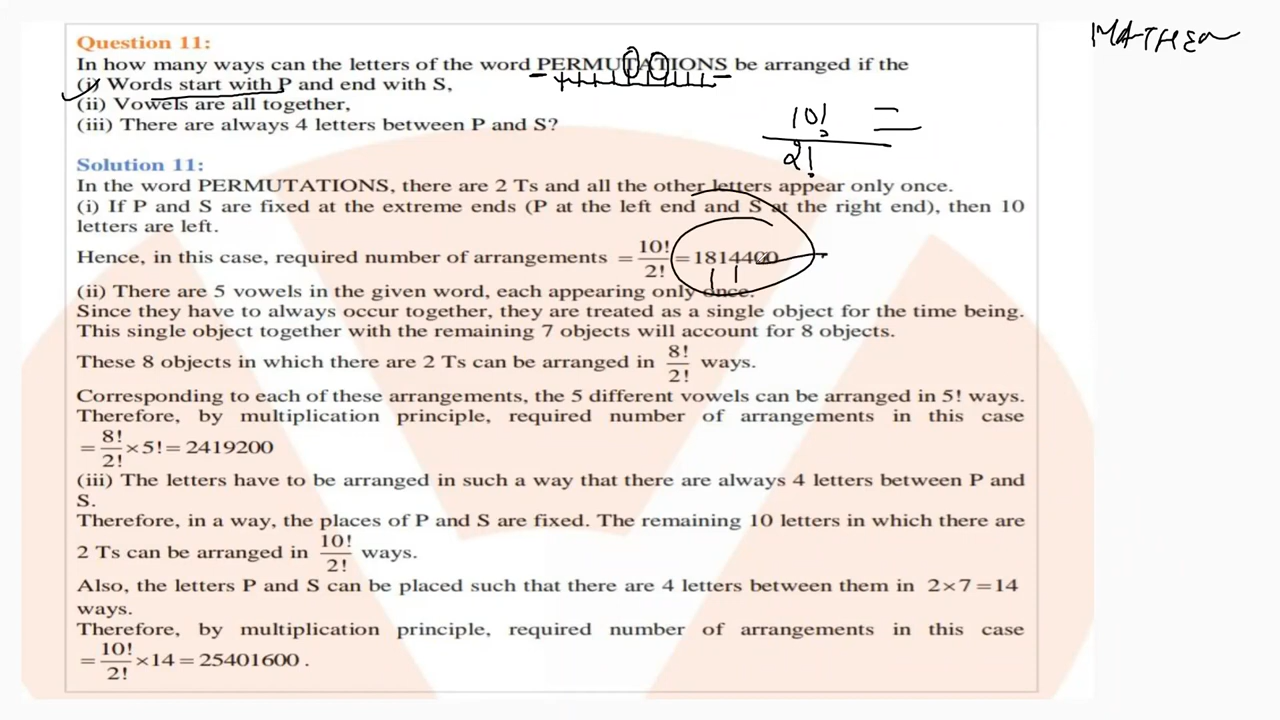 Question 11:
In how many ways can the letters of the word PERMUTATIONS be arranged if the
(i) Words start with P and end with S,
(ii) Vowels are all together,
(iii) There are always 4 letters between P and S?
10! =
2!
Solution 11:
In the word PERMUTATIONS, there are 2 Ts and all the other letters appear only once.
(i) If P and S are fixed at the extreme ends (P at the left end and S at the right end), then 10
letters are left.
Hence, in this case, required number of arrangements = 10!/2! = 1814400
(ii) There are 5 vowels in the given word, each appearing only once.
Since they have to always occur together, they are treated as a single object for the time being.
This single object together with the remaining 7 objects will account for 8 objects.
These 8 objects in which there are 2 Ts can be arranged in 8!/2! ways.
Corresponding to each of these arrangements, the 5 different vowels can be arranged in 5! ways.
Therefore, by multiplication principle, required number of arrangements in this case
= 8!/2! × 5! = 2419200
(iii) The letters have to be arranged in such a way that there are always 4 letters between P and
S.
Therefore, in a way, the places of P and S are fixed. The remaining 10 letters in which there are
2 Ts can be arranged in 10!/2! ways.
Also, the letters P and S can be placed such that there are 4 letters between them in 2×7=14
ways.
Therefore, by multiplication principle, required number of arrangements in this case
= 10!/2! ×14 = 25401600 .